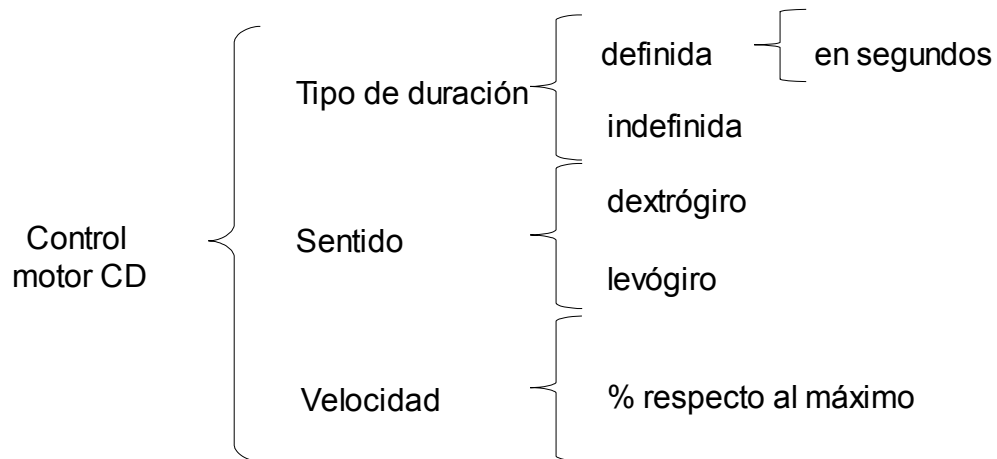 Control
motor CD
Tipo de duración
definida
en segundos
indefinida
Sentido
dextrógiro
levógiro
Velocidad
% respecto al máximo